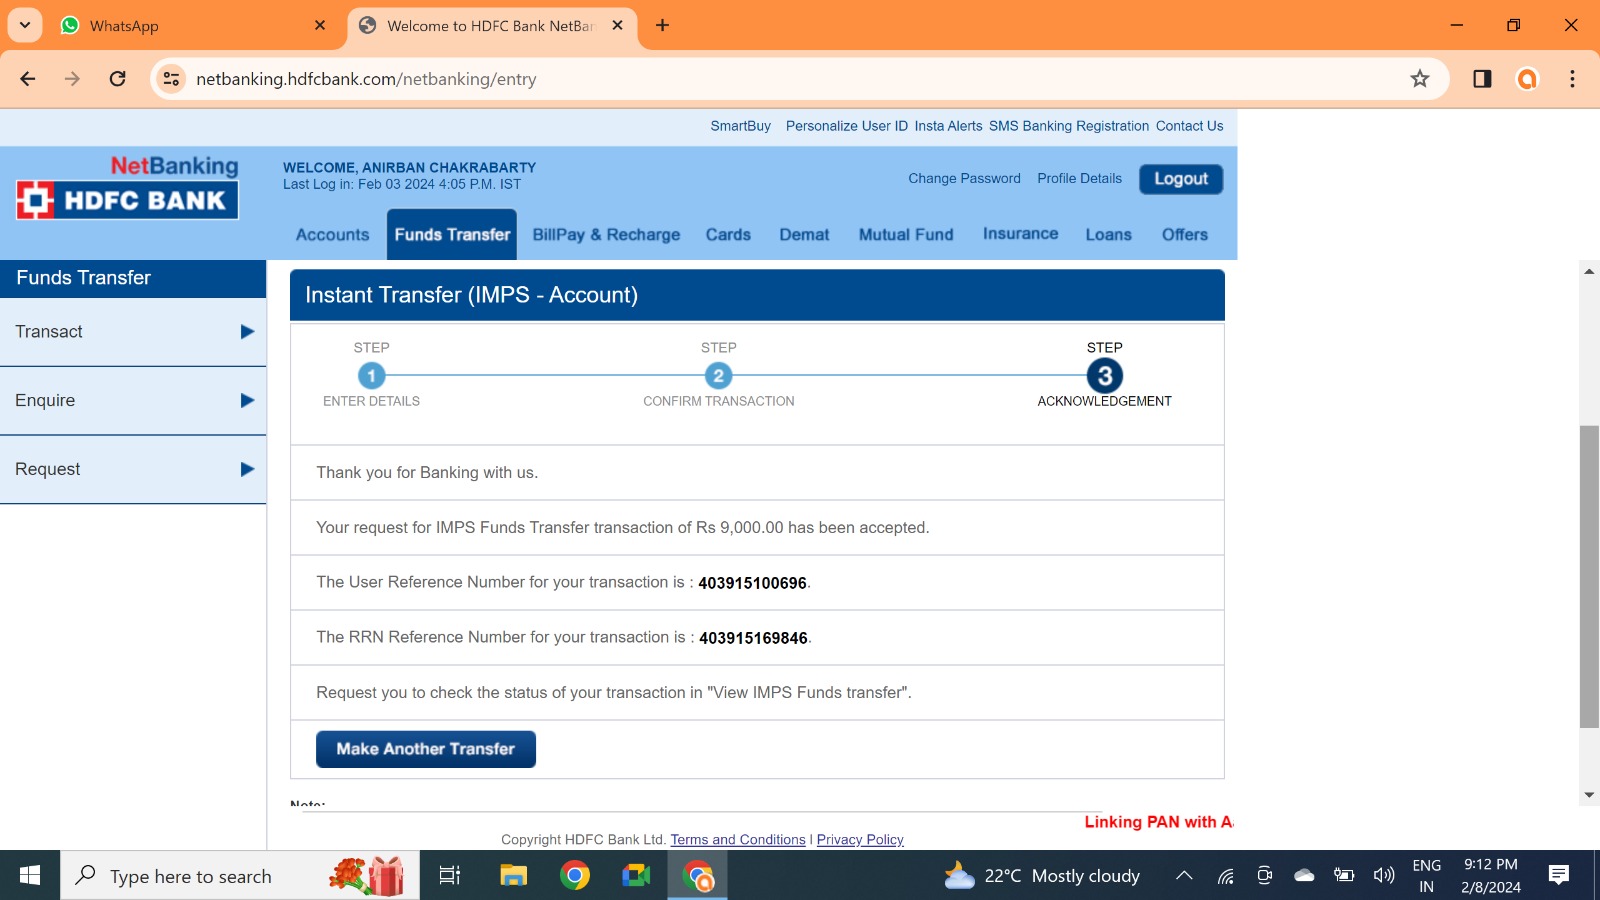 WhatsApp
Welcome to HDFC Bank NetBan
netbanking.hdfcbank.com/netbanking/entry
SmartBuy Personalize User ID Insta Alerts SMS Banking Registration Contact Us
NetBanking
HDFC BANK
WELCOME, ANIRBAN CHAKRABARTY
Last Log in: Feb 03 2024 4:05 P.M. IST
Change Password Profile Details Logout
Accounts Funds Transfer BillPay & Recharge Cards Demat Mutual Fund Insurance Loans Offers
Funds Transfer
Transact
Enquire
Request
Instant Transfer (IMPS - Account)
STEP STEP STEP
1 2 3
ENTER DETAILS CONFIRM TRANSACTION ACKNOWLEDGEMENT
Thank you for Banking with us.
Your request for IMPS Funds Transfer transaction of Rs 9,000.00 has been accepted.
The User Reference Number for your transaction is : 403915100696.
The RRN Reference Number for your transaction is : 403915169846.
Request you to check the status of your transaction in "View IMPS Funds transfer".
Make Another Transfer
Note:
Linking PAN with A
Copyright HDFC Bank Ltd. Terms and Conditions | Privacy Policy
Type here to search
22°C Mostly cloudy
ENG
IN
9:12 PM
2/8/2024